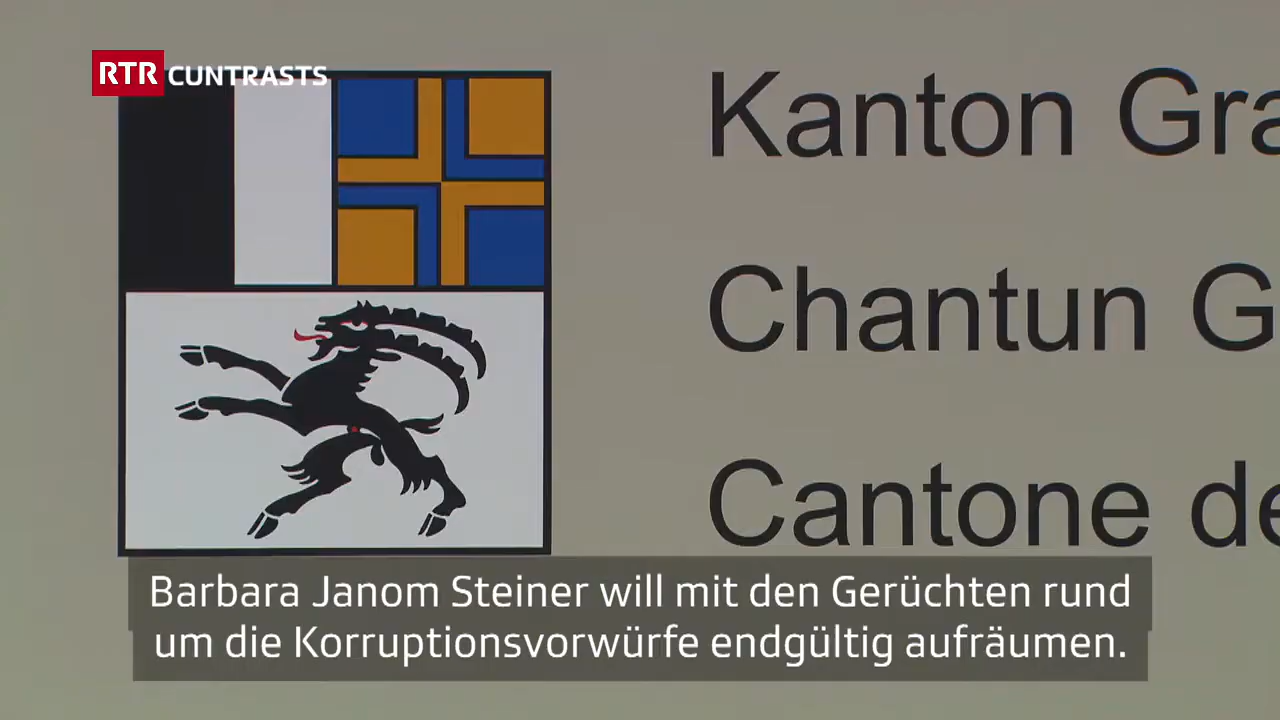 RTR CUNTRASTS
Kanton Gra
Chantun G
Cantone de
Barbara Janom Steiner will mit den Gerüchten rund
um die Korruptionsvorwürfe endgültig aufräumen.